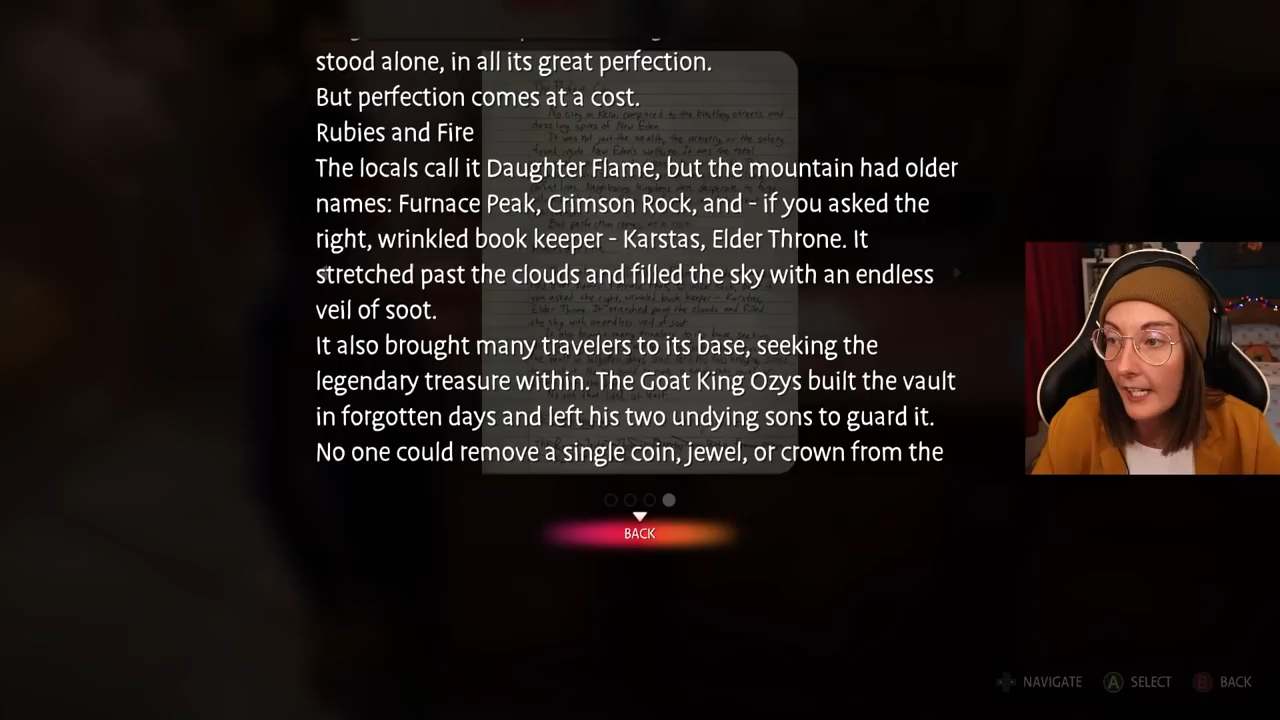 stood alone, in all its great perfection.
But perfection comes at a cost.
Rubies and Fire
The locals call it Daughter Flame, but the mountain had older
names: Furnace Peak, Crimson Rock, and - if you asked the
right, wrinkled book keeper - Karstas, Elder Throne. It
stretched past the clouds and filled the sky with an endless
veil of soot.
It also brought many travelers to its base, seeking the
legendary treasure within. The Goat King Ozys built the vault
in forgotten days and left his two undying sons to guard it.
No one could remove a single coin, jewel, or crown from the
BACK
NAVIGATE
A SELECT
B BACK